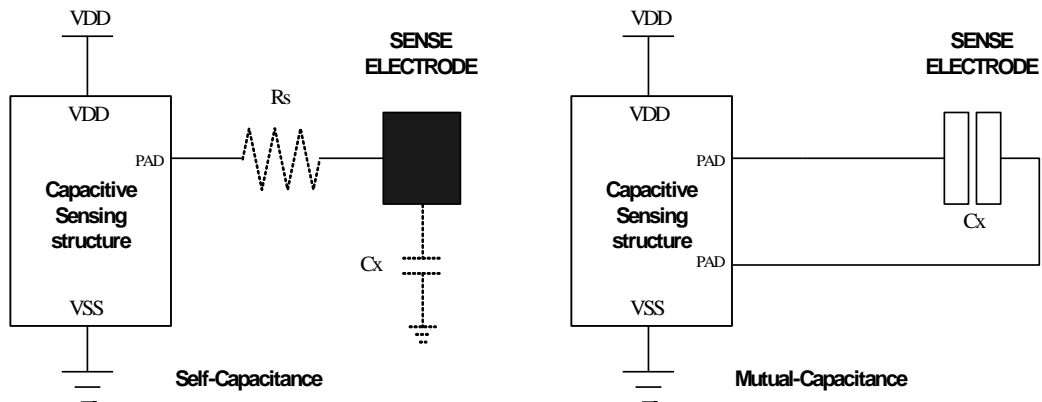 VDD
SENSE
ELECTRODE
Rs
VDD
PAD
Capacitive
Sensing
structure
Cx
VSS
Self-Capacitance
VDD
SENSE
ELECTRODE
VDD
PAD
Capacitive
Sensing
structure
Cx
PAD
VSS
Mutual-Capacitance